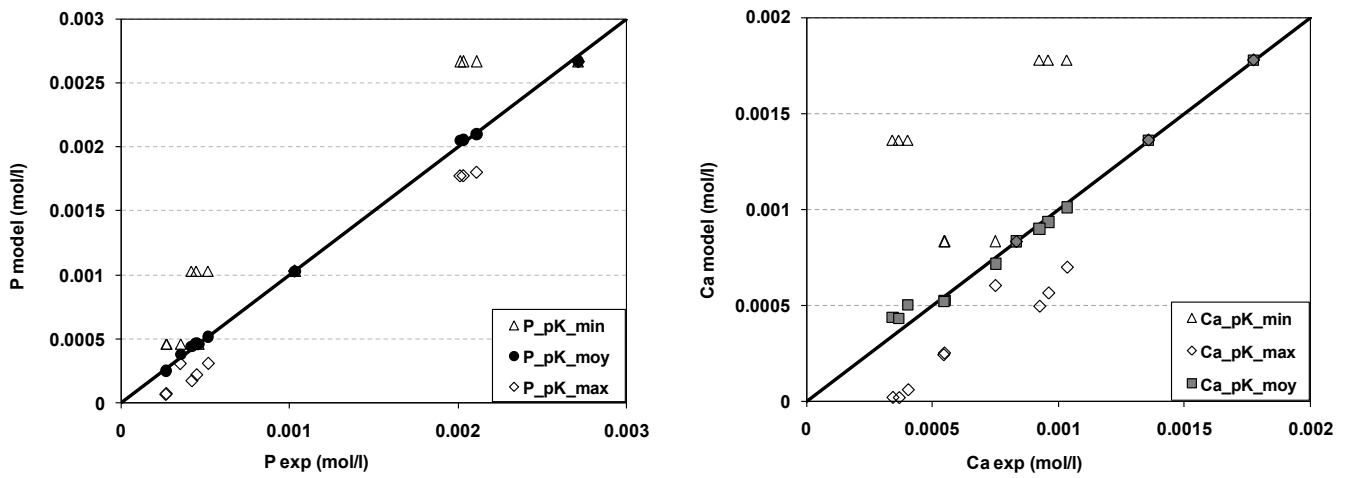 0.003
0.0025
0.002
0.0015
0.001
0.0005
0
P model (mol/l)
P_pK_min
P_pK_moy
P_pK_max
0 0.001 0.002 0.003
P exp (mol/l)
0.002
0.0015
0.001
0.0005
0
Ca model (mol/l)
Ca_pK_min
Ca_pK_max
Ca_pK_moy
0 0.0005 0.001 0.0015 0.002
Ca exp (mol/l)